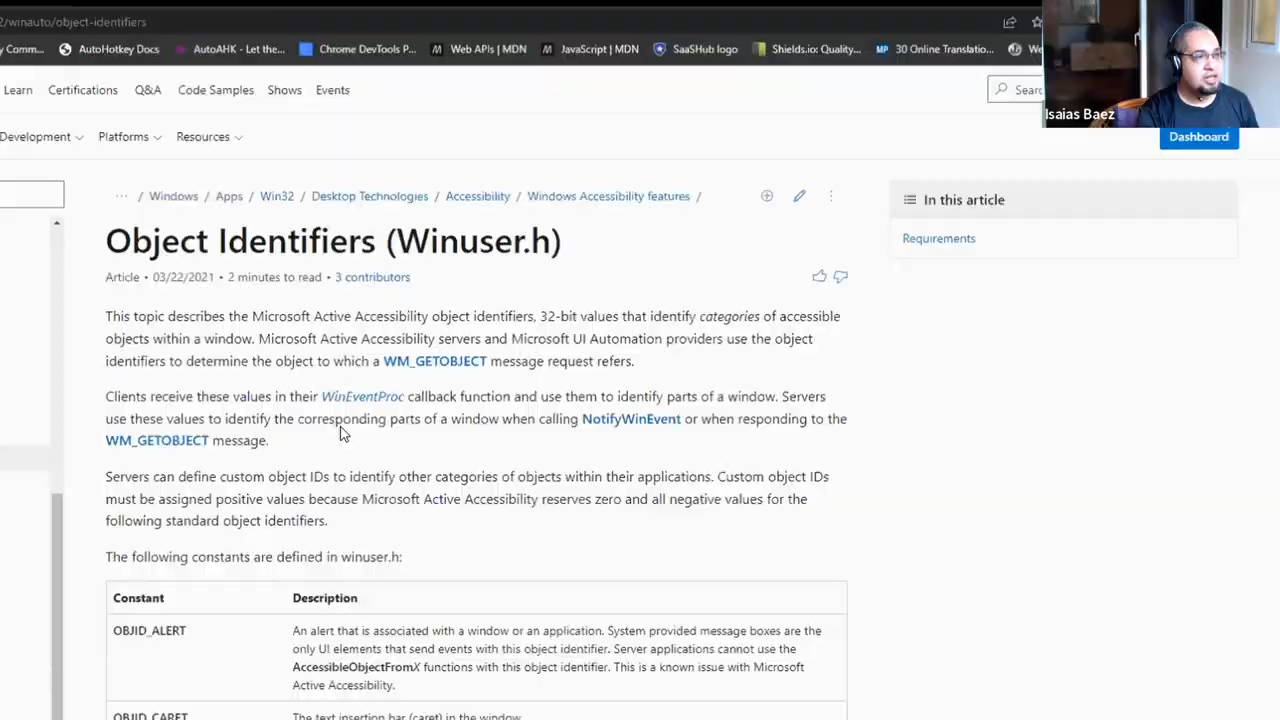 2/winauto/object-identifiers
y Comm... AutoHotkey Docs AutoAHK - Let the... Chrome DevTools P... Web APIs | MDN JavaScript | MDN SaaSHub logo Shields.io: Quality... 30 Online Translatio... We
Learn Certifications Q&A Code Samples Shows Events Searc
Isaias Baez
Development Platforms Resources Dashboard
··· / Windows / Apps / Win32 / Desktop Technologies / Accessibility / Windows Accessibility features /
In this article
Requirements
Object Identifiers (Winuser.h)
Article • 03/22/2021 • 2 minutes to read • 3 contributors
This topic describes the Microsoft Active Accessibility object identifiers, 32-bit values that identify categories of accessible
objects within a window. Microsoft Active Accessibility servers and Microsoft UI Automation providers use the object
identifiers to determine the object to which a WM_GETOBJECT message request refers.
Clients receive these values in their WinEventProc callback function and use them to identify parts of a window. Servers
use these values to identify the corresponding parts of a window when calling NotifyWinEvent or when responding to the
WM_GETOBJECT message.
Servers can define custom object IDs to identify other categories of objects within their applications. Custom object IDs
must be assigned positive values because Microsoft Active Accessibility reserves zero and all negative values for the
following standard object identifiers.
The following constants are defined in winuser.h:
Constant Description
OBJID_ALERT An alert that is associated with a window or an application. System provided message boxes are the
only UI elements that send events with this object identifier. Server applications cannot use the
AccessibleObjectFromX functions with this object identifier. This is a known issue with Microsoft
Active Accessibility.
OBJID_CARET The text insertion bar (caret) in the window.